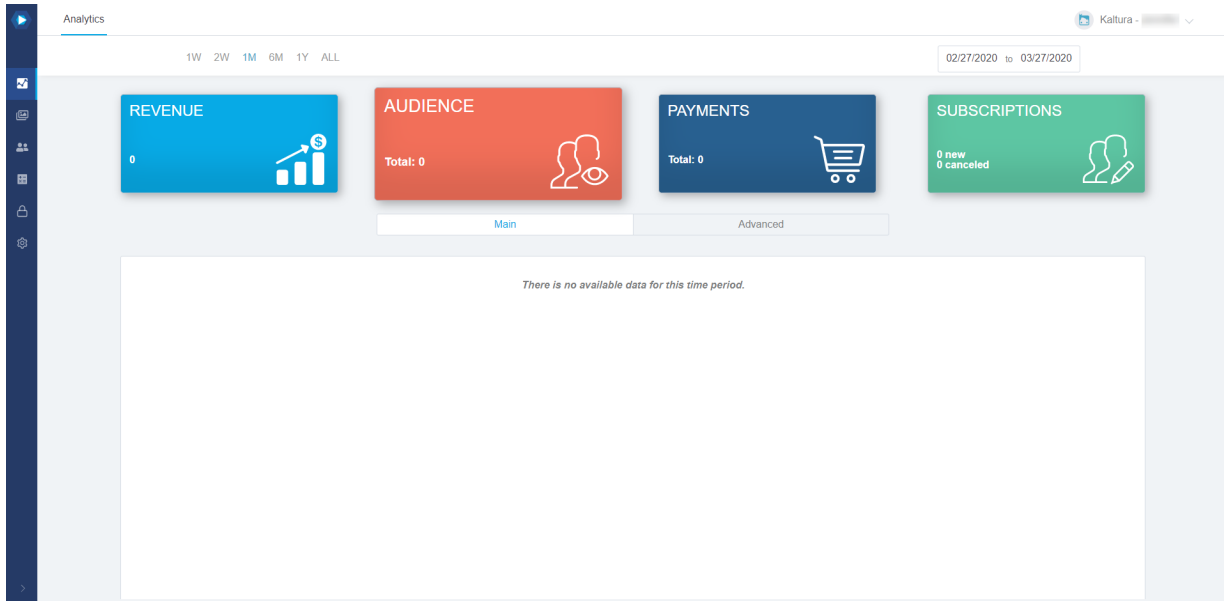 Analytics
Kaltura -
1W 2W 1M 6M 1Y ALL
02/27/2020 to 03/27/2020
REVENUE
0
$
AUDIENCE
Total: 0
PAYMENTS
Total: 0
SUBSCRIPTIONS
0 new
0 canceled
Main
Advanced
There is no available data for this time period.